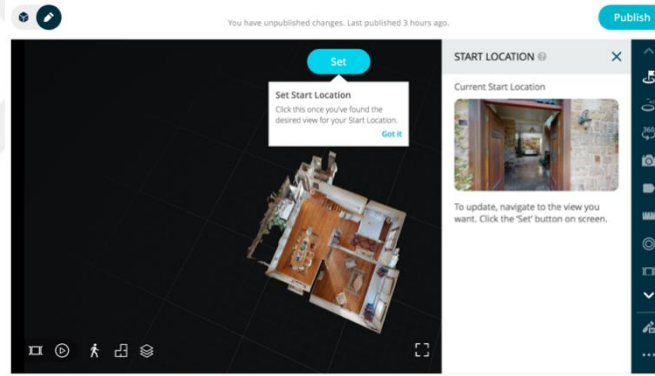 You have unpublished changes. Last published 3 hours ago.
Publish
Set
Set Start Location
Click this once you've found the
desired view for your Start Location.
Got It
START LOCATION
Current Start Location
To update, navigate to the view you
want. Click the 'Set' button on screen.
360